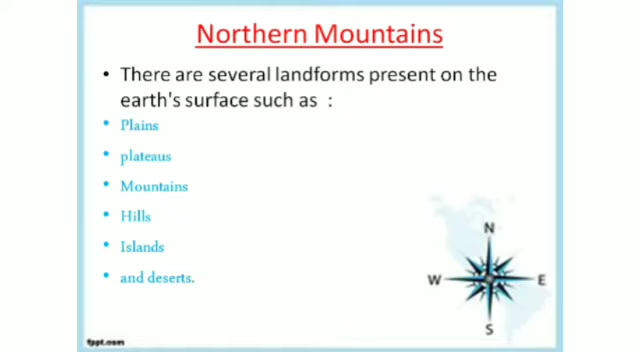 Northern Mountains
• There are several landforms present on the
earth's surface such as :
• Plains
• plateaus
• Mountains
• Hills
• Islands
• and deserts.
N
W E
S
fppt.com